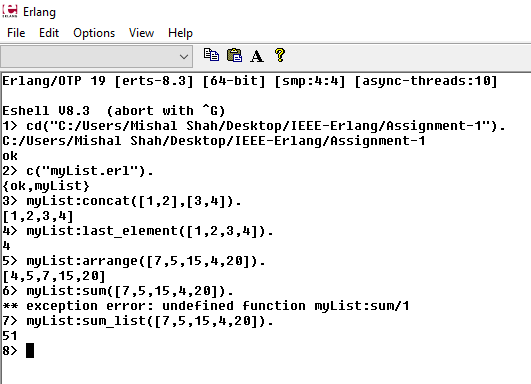 Erlang
ERLANG
File Edit Options View Help
A ?
Erlang/OTP 19 [erts-8.3] [64-bit] [smp:4:4] [async-threads:10]
Eshell V8.3  (abort with ^G)
1> cd("C:/Users/Mishal Shah/Desktop/IEEE-Erlang/Assignment-1").
C:/Users/Mishal Shah/Desktop/IEEE-Erlang/Assignment-1
ok
2> c("myList.erl").
{ok,myList}
3> myList:concat([1,2],[3,4]).
[1,2,3,4]
4> myList:last_element([1,2,3,4]).
4
5> myList:arrange([7,5,15,4,20]).
[4,5,7,15,20]
6> myList:sum([7,5,15,4,20]).
** exception error: undefined function myList:sum/1
7> myList:sum_list([7,5,15,4,20]).
51
8>